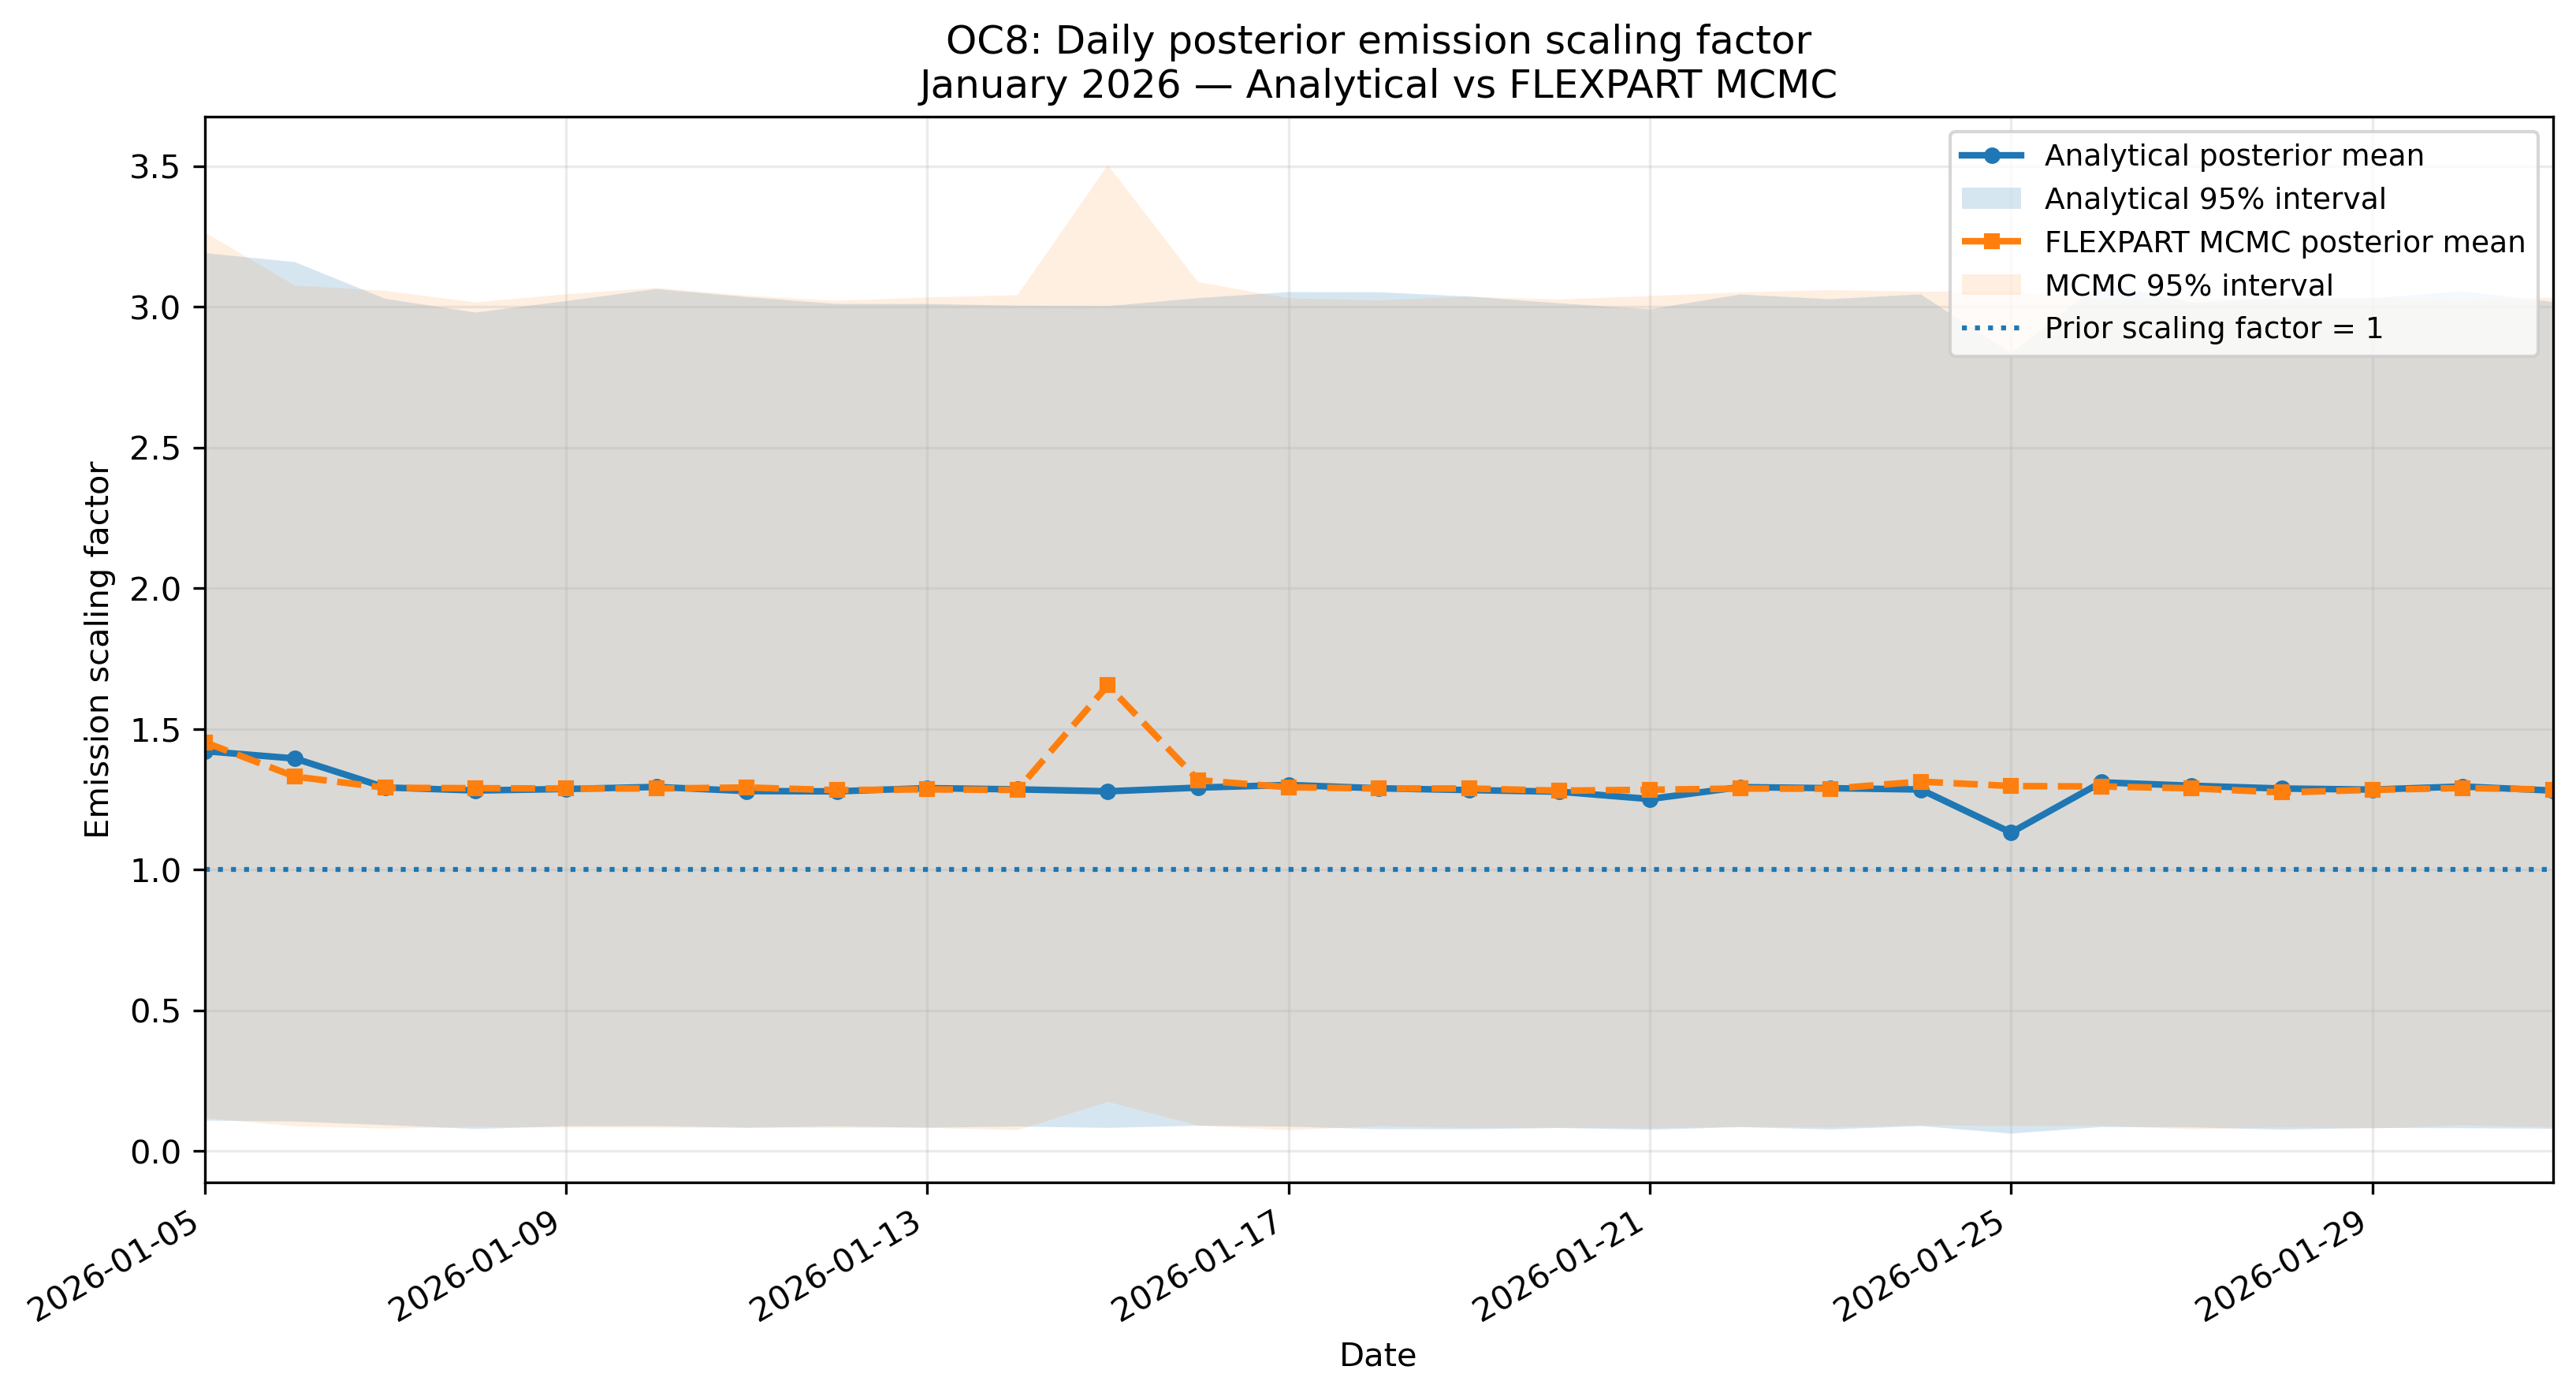 OC8: Daily posterior emission scaling factor
January 2026 — Analytical vs FLEXPART MCMC
Analytical posterior mean
Analytical 95% interval
FLEXPART MCMC posterior mean
MCMC 95% interval
Prior scaling factor = 1
Emission scaling factor
3.5
3.0
2.5
2.0
1.5
1.0
0.5
0.0
2026-01-05
2026-01-09
2026-01-13
2026-01-17
2026-01-21
2026-01-25
2026-01-29
Date